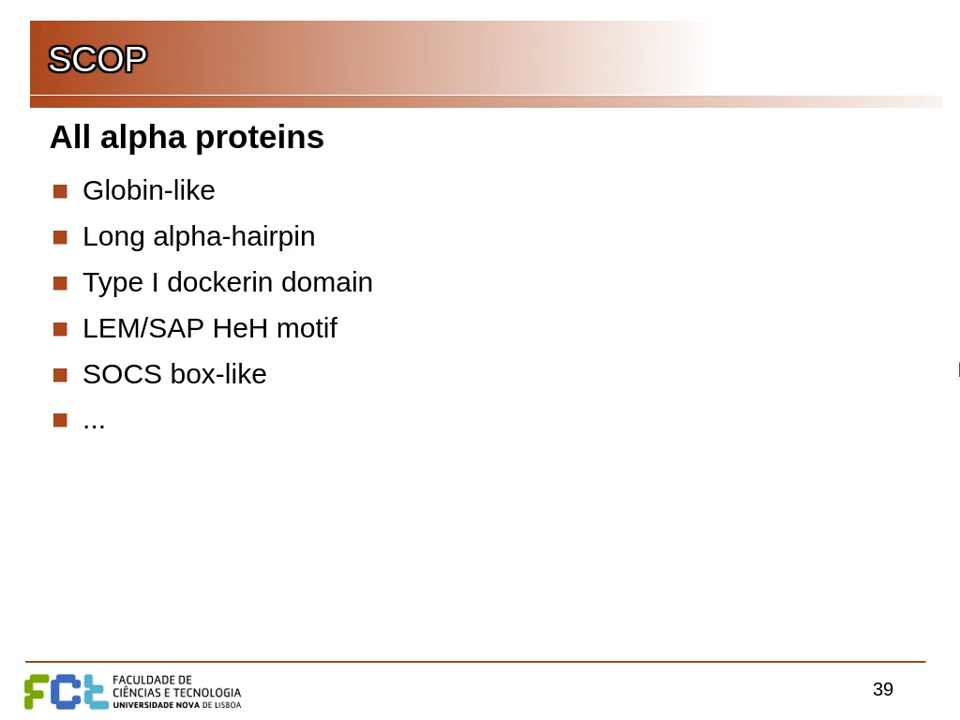 SCOP
All alpha proteins
Globin-like
Long alpha-hairpin
Type I dockerin domain
LEM/SAP HeH motif
SOCS box-like
...
FCt
FACULDADE DE
CIÊNCIAS E TECNOLOGIA
UNIVERSIDADE NOVA DE LISBOA
39